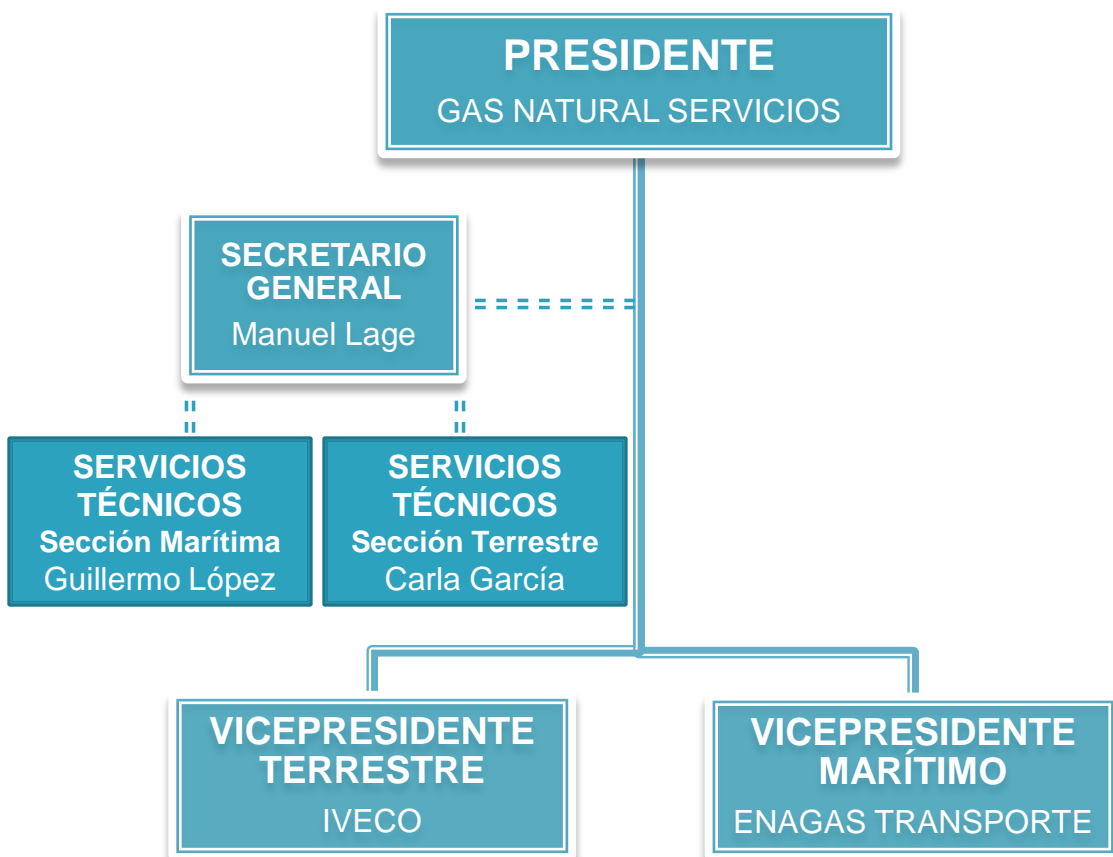 PRESIDENTE
GAS NATURAL SERVICIOS
SECRETARIO
GENERAL
Manuel Lage
SERVICIOS
TÉCNICOS
Sección Marítima
Guillermo López
SERVICIOS
TÉCNICOS
Sección Terrestre
Carla García
VICEPRESIDENTE
TERRESTRE
IVECO
VICEPRESIDENTE
MARÍTIMO
ENAGAS TRANSPORTE